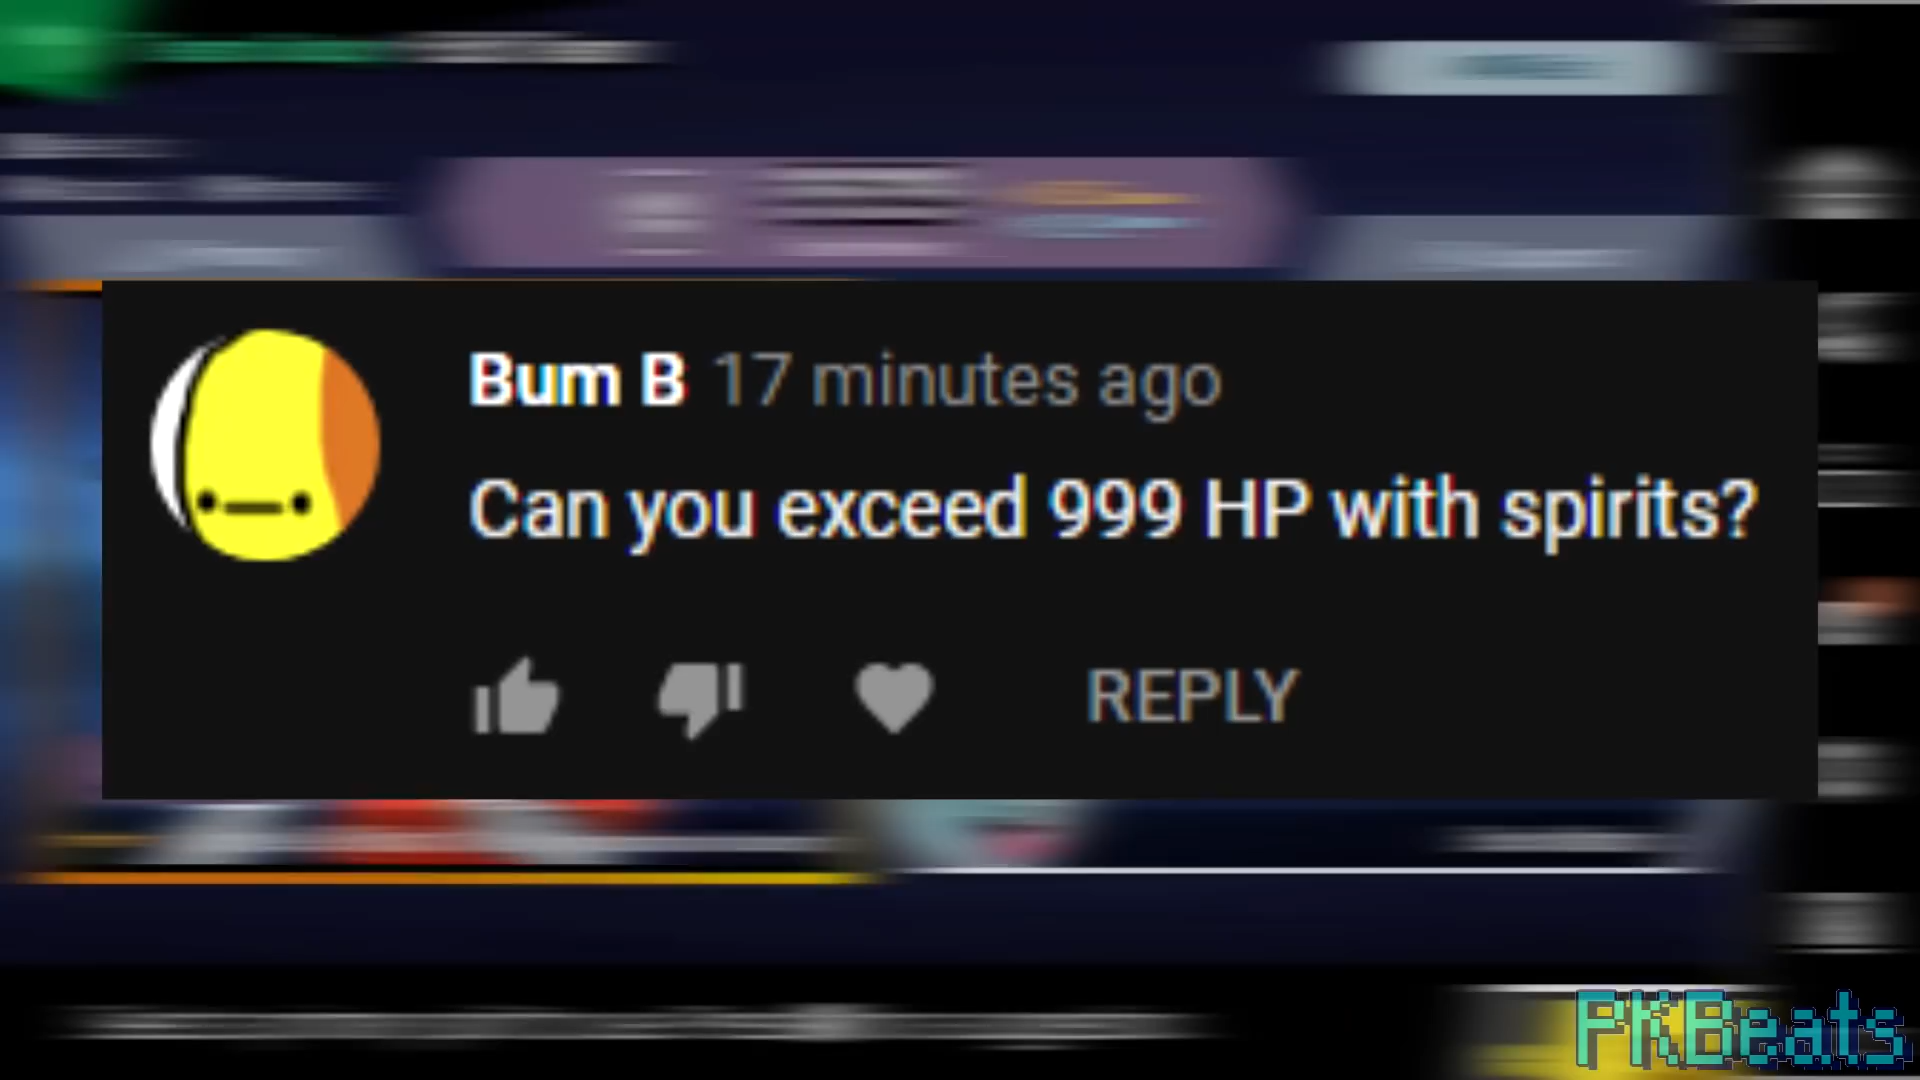 Bum B 17 minutes ago
Can you exceed 999 HP with spirits?
REPLY
PKBeats